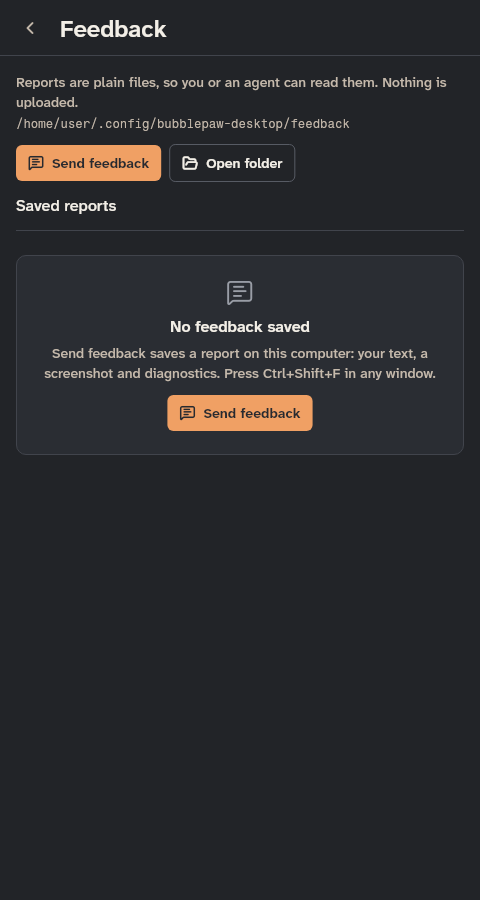 Feedback
Reports are plain files, so you or an agent can read them. Nothing is
uploaded.
/home/user/.config/bubblepaw-desktop/feedback
Send feedback
Open folder
Saved reports
No feedback saved
Send feedback saves a report on this computer: your text, a
screenshot and diagnostics. Press Ctrl+Shift+F in any window.
Send feedback